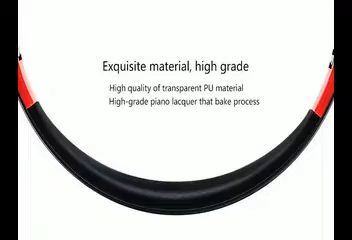 Exquisite material, high grade
High quality of transparent PU material
High-grade piano lacquer that bake process